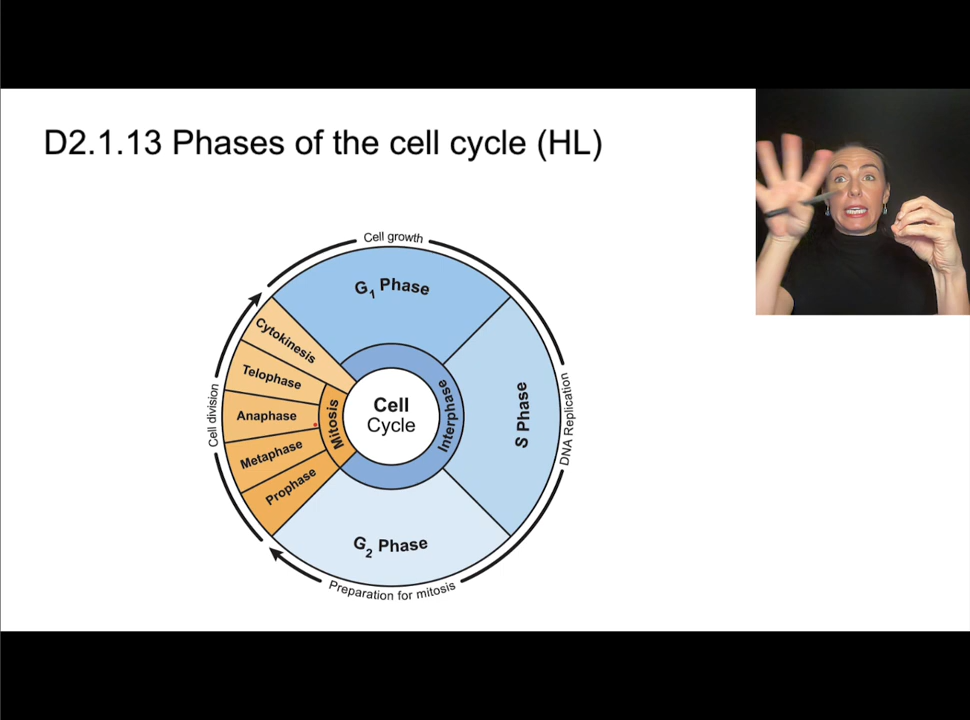 D2.1.13 Phases of the cell cycle (HL)
Cell growth
G₁ Phase
Cytokinesis
Telophase
Anaphase
Metaphase
Prophase
Mitosis
Cell division
Cell
Cycle
Interphase
S Phase
DNA Replication
G₂ Phase
Preparation for mitosis